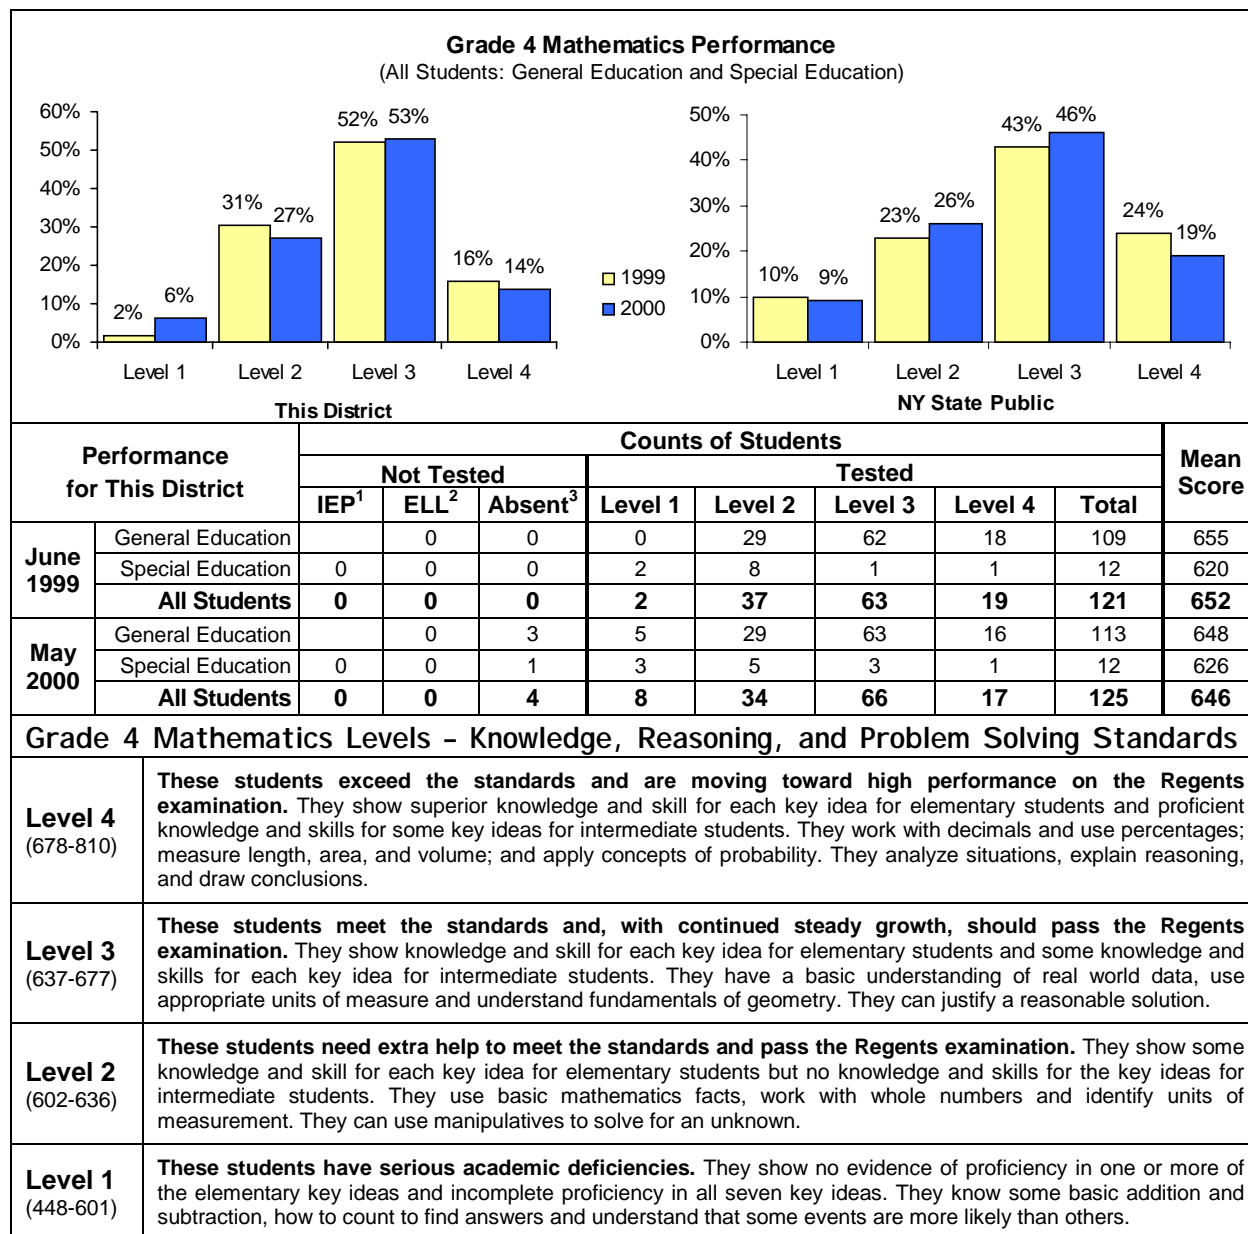 Grade 4 Mathematics Performance
(All Students: General Education and Special Education)
60%
50%
40%
30%
20%
10%
0%
2%
6%
31%
27%
52%
53%
16%
14%
Level 1
Level 2
Level 3
Level 4
This District
1999
2000
50%
40%
30%
20%
10%
0%
10%
9%
23%
26%
43%
46%
24%
19%
Level 1
Level 2
Level 3
Level 4
NY State Public
Performance
for This District
Counts of Students
Mean
Score
Not Tested
Tested
IEP1 ELL2 Absent3 Level 1 Level 2 Level 3 Level 4 Total
June
1999
General Education 0 0 0 29 62 18 109 655
Special Education 0 0 0 2 8 1 1 12 620
All Students 0 0 0 2 37 63 19 121 652
May
2000
General Education 0 3 5 29 63 16 113 648
Special Education 0 0 1 3 5 3 1 12 626
All Students 0 0 4 8 34 66 17 125 646
Grade 4 Mathematics Levels – Knowledge, Reasoning, and Problem Solving Standards
Level 4
(678-810)
These students exceed the standards and are moving toward high performance on the Regents
examination. They show superior knowledge and skill for each key idea for elementary students and proficient
knowledge and skills for some key ideas for intermediate students. They work with decimals and use percentages;
measure length, area, and volume; and apply concepts of probability. They analyze situations, explain reasoning,
and draw conclusions.
Level 3
(637-677)
These students meet the standards and, with continued steady growth, should pass the Regents
examination. They show knowledge and skill for each key idea for elementary students and some knowledge and
skills for each key idea for intermediate students. They have a basic understanding of real world data, use
appropriate units of measure and understand fundamentals of geometry. They can justify a reasonable solution.
Level 2
(602-636)
These students need extra help to meet the standards and pass the Regents examination. They show some
knowledge and skill for each key idea for elementary students but no knowledge and skills for the key ideas for
intermediate students. They use basic mathematics facts, work with whole numbers and identify units of
measurement. They can use manipulatives to solve for an unknown.
Level 1
(448-601)
These students have serious academic deficiencies. They show no evidence of proficiency in one or more of
the elementary key ideas and incomplete proficiency in all seven key ideas. They know some basic addition and
subtraction, how to count to find answers and understand that some events are more likely than others.